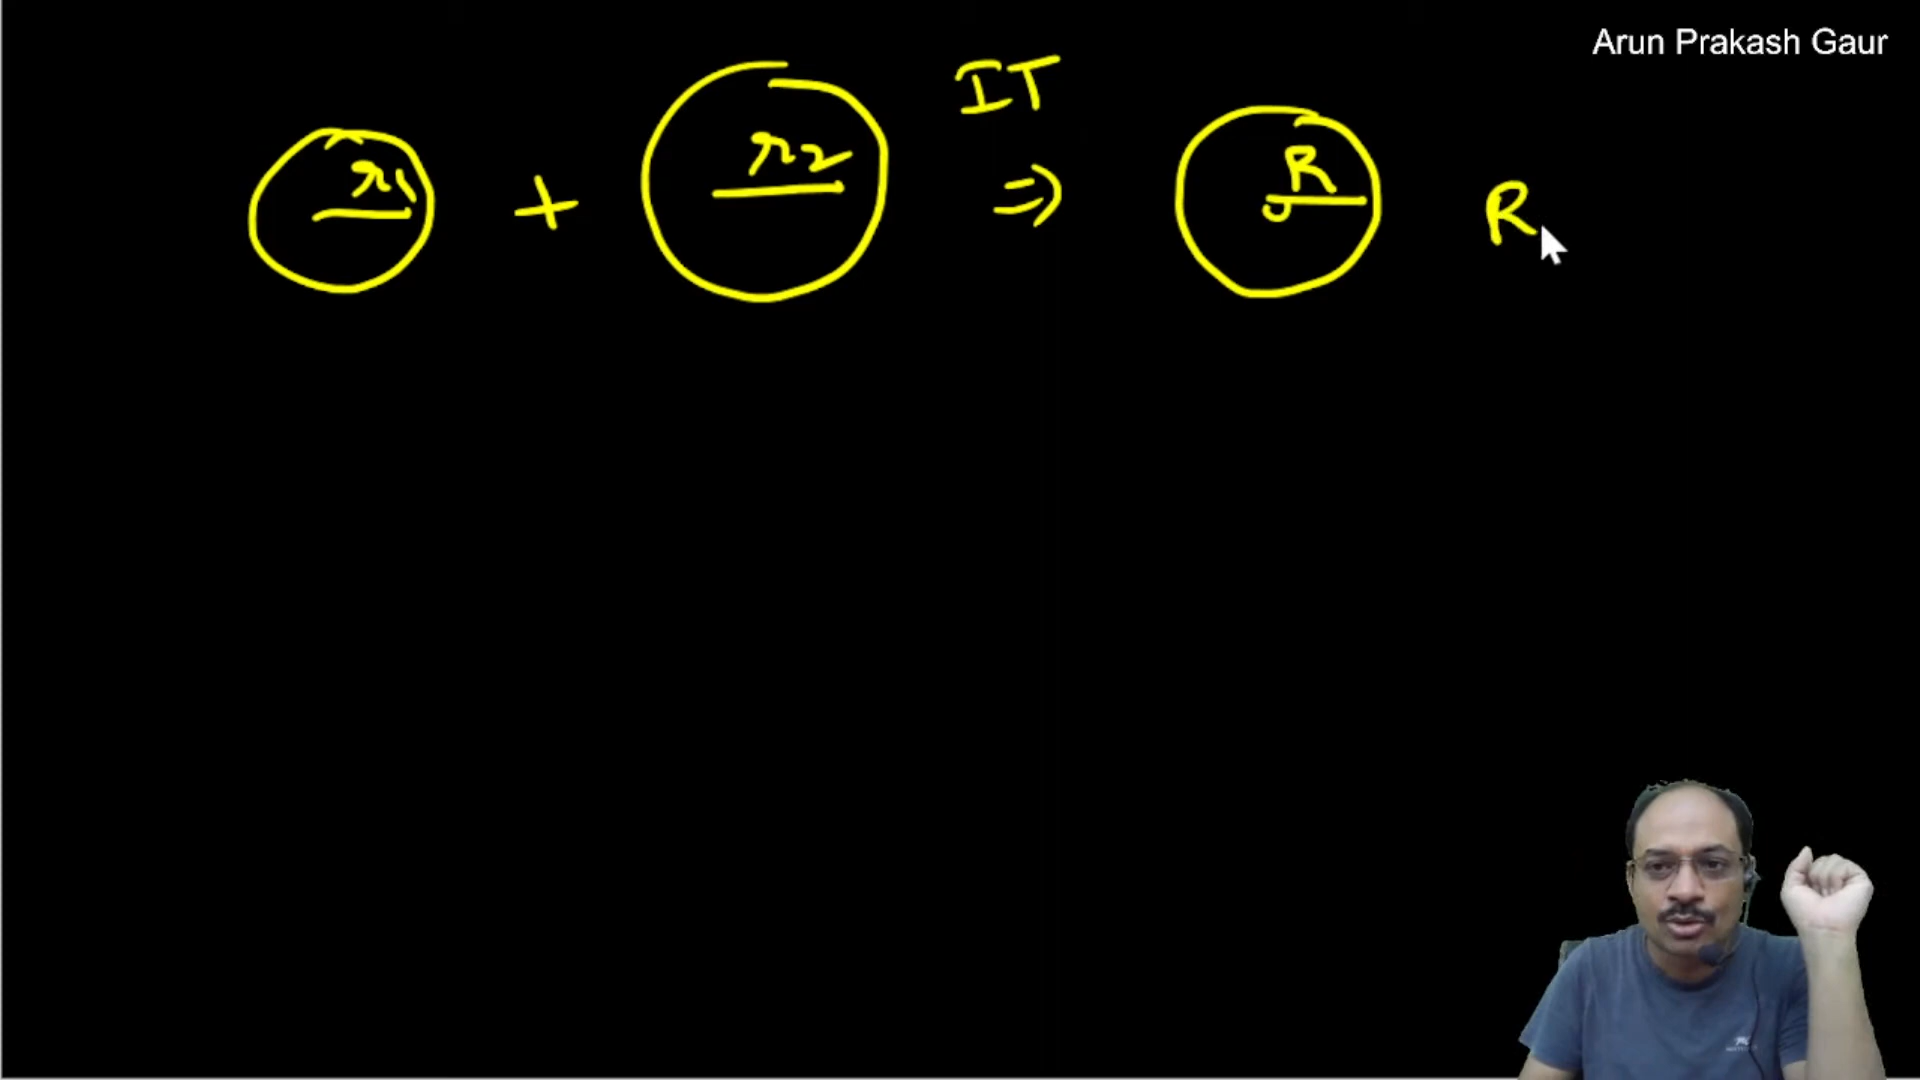 Arun Prakash Gaur
IT
r1 + r2 ⇒ R R